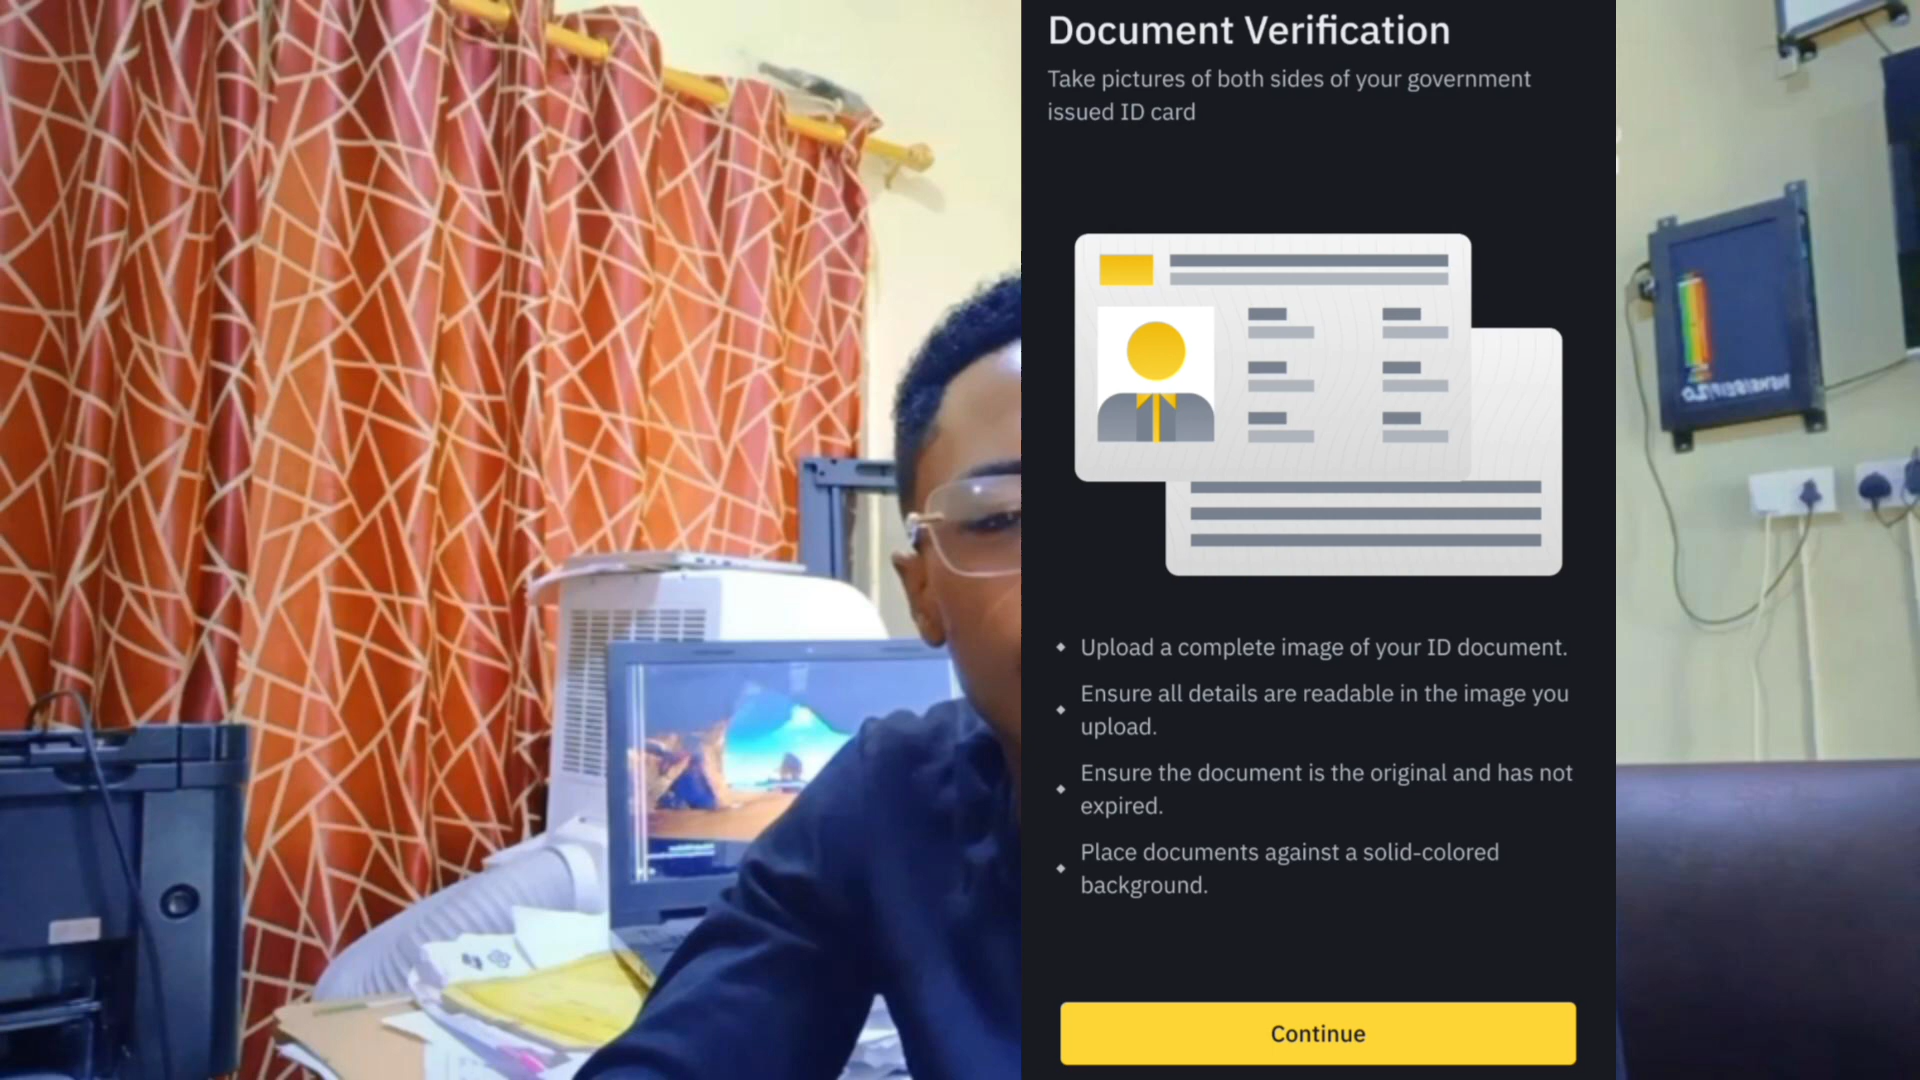 Document Verification
Take pictures of both sides of your government
issued ID card
Upload a complete image of your ID document.
Ensure all details are readable in the image you
upload.
Ensure the document is the original and has not
expired.
Place documents against a solid-colored
background.
Continue